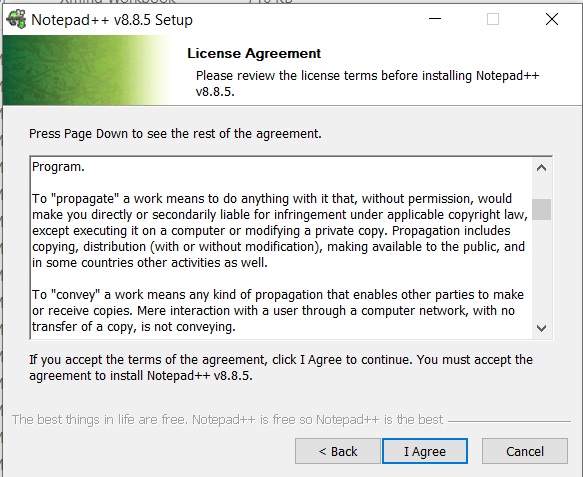 Xmind Workbook 716 KB
Notepad++ v8.8.5 Setup
License Agreement
Please review the license terms before installing Notepad++
v8.8.5.
Press Page Down to see the rest of the agreement.
Program.
To "propagate" a work means to do anything with it that, without permission, would
make you directly or secondarily liable for infringement under applicable copyright law,
except executing it on a computer or modifying a private copy. Propagation includes
copying, distribution (with or without modification), making available to the public, and
in some countries other activities as well.
To "convey" a work means any kind of propagation that enables other parties to make
or receive copies. Mere interaction with a user through a computer network, with no
transfer of a copy, is not conveying.
If you accept the terms of the agreement, click I Agree to continue. You must accept the
agreement to install Notepad++ v8.8.5.
The best things in life are free. Notepad++ is free so Notepad++ is the best
< Back I Agree Cancel